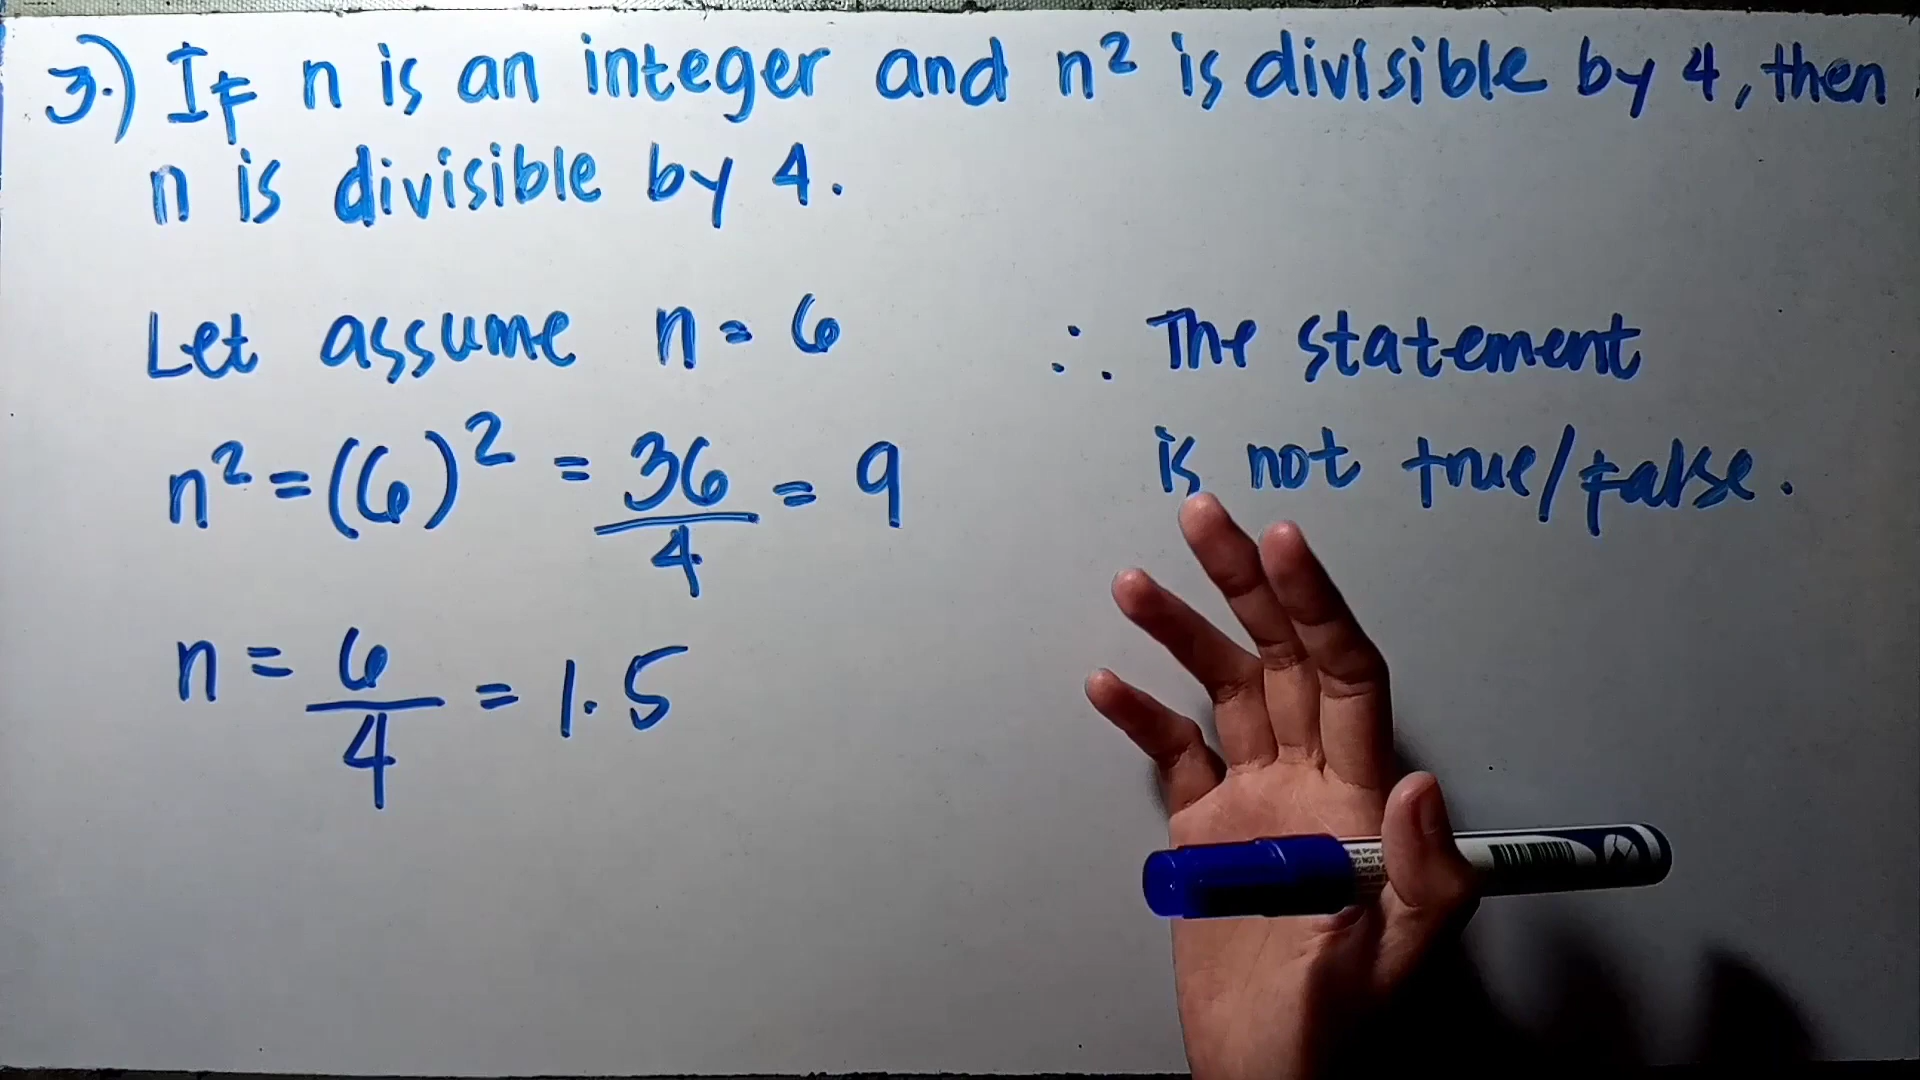 3.) If n is an integer and n² is divisible by 4, then
n is divisible by 4.
Let assume n = 6
n² = (6)² = 36/4 = 9
n = 6/4 = 1.5
∴ The statement
is not true/false.